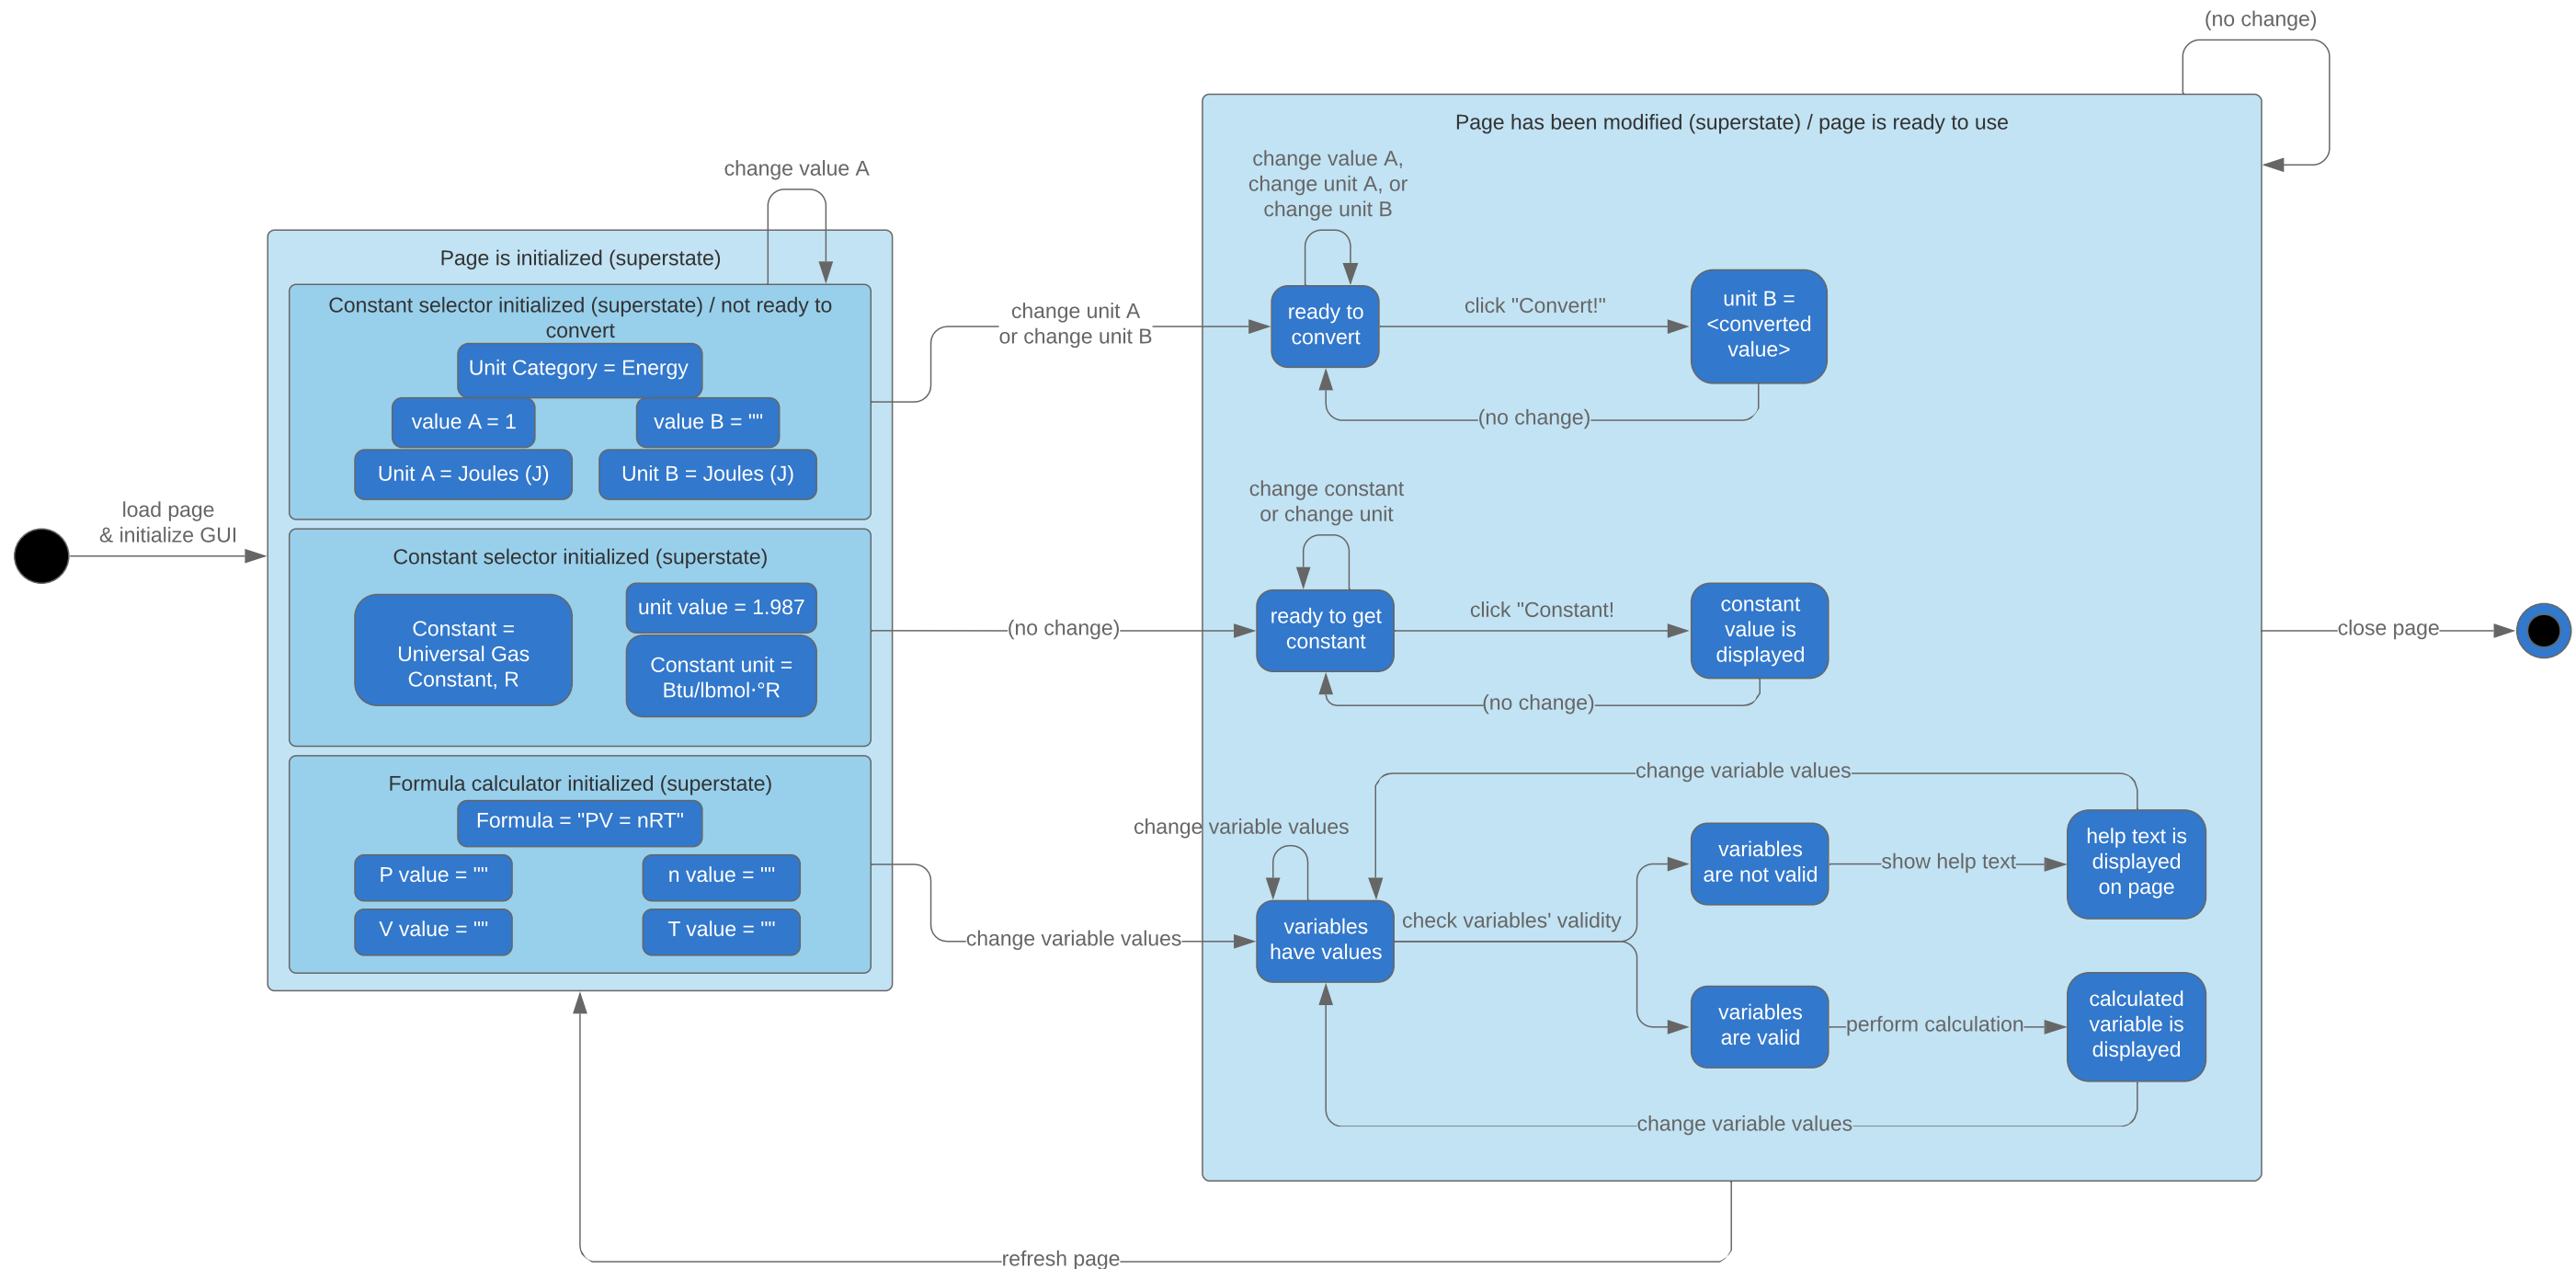 (no change)
Page has been modified (superstate) / page is ready to use
change value A
change value A,
change unit A, or
change unit B
Page is initialized (superstate)
Constant selector initialized (superstate) / not ready to
convert
Unit Category = Energy
value A = 1
value B = ""
Unit A = Joules (J)
Unit B = Joules (J)
change unit A
or change unit B
ready to
convert
click "Convert!"
unit B =
<converted
value>
(no change)
load page
& initialize GUI
Constant selector initialized (superstate)
Constant =
Universal Gas
Constant, R
unit value = 1.987
Constant unit =
Btu/lbmol·°R
(no change)
change constant
or change unit
ready to get
constant
click "Constant!
constant
value is
displayed
(no change)
close page
Formula calculator initialized (superstate)
Formula = "PV = nRT"
P value = ""
n value = ""
V value = ""
T value = ""
change variable values
change variable values
change variable values
variables
have values
check variables' validity
variables
are not valid
show help text
help text is
displayed
on page
variables
are valid
perform calculation
calculated
variable is
displayed
change variable values
refresh page